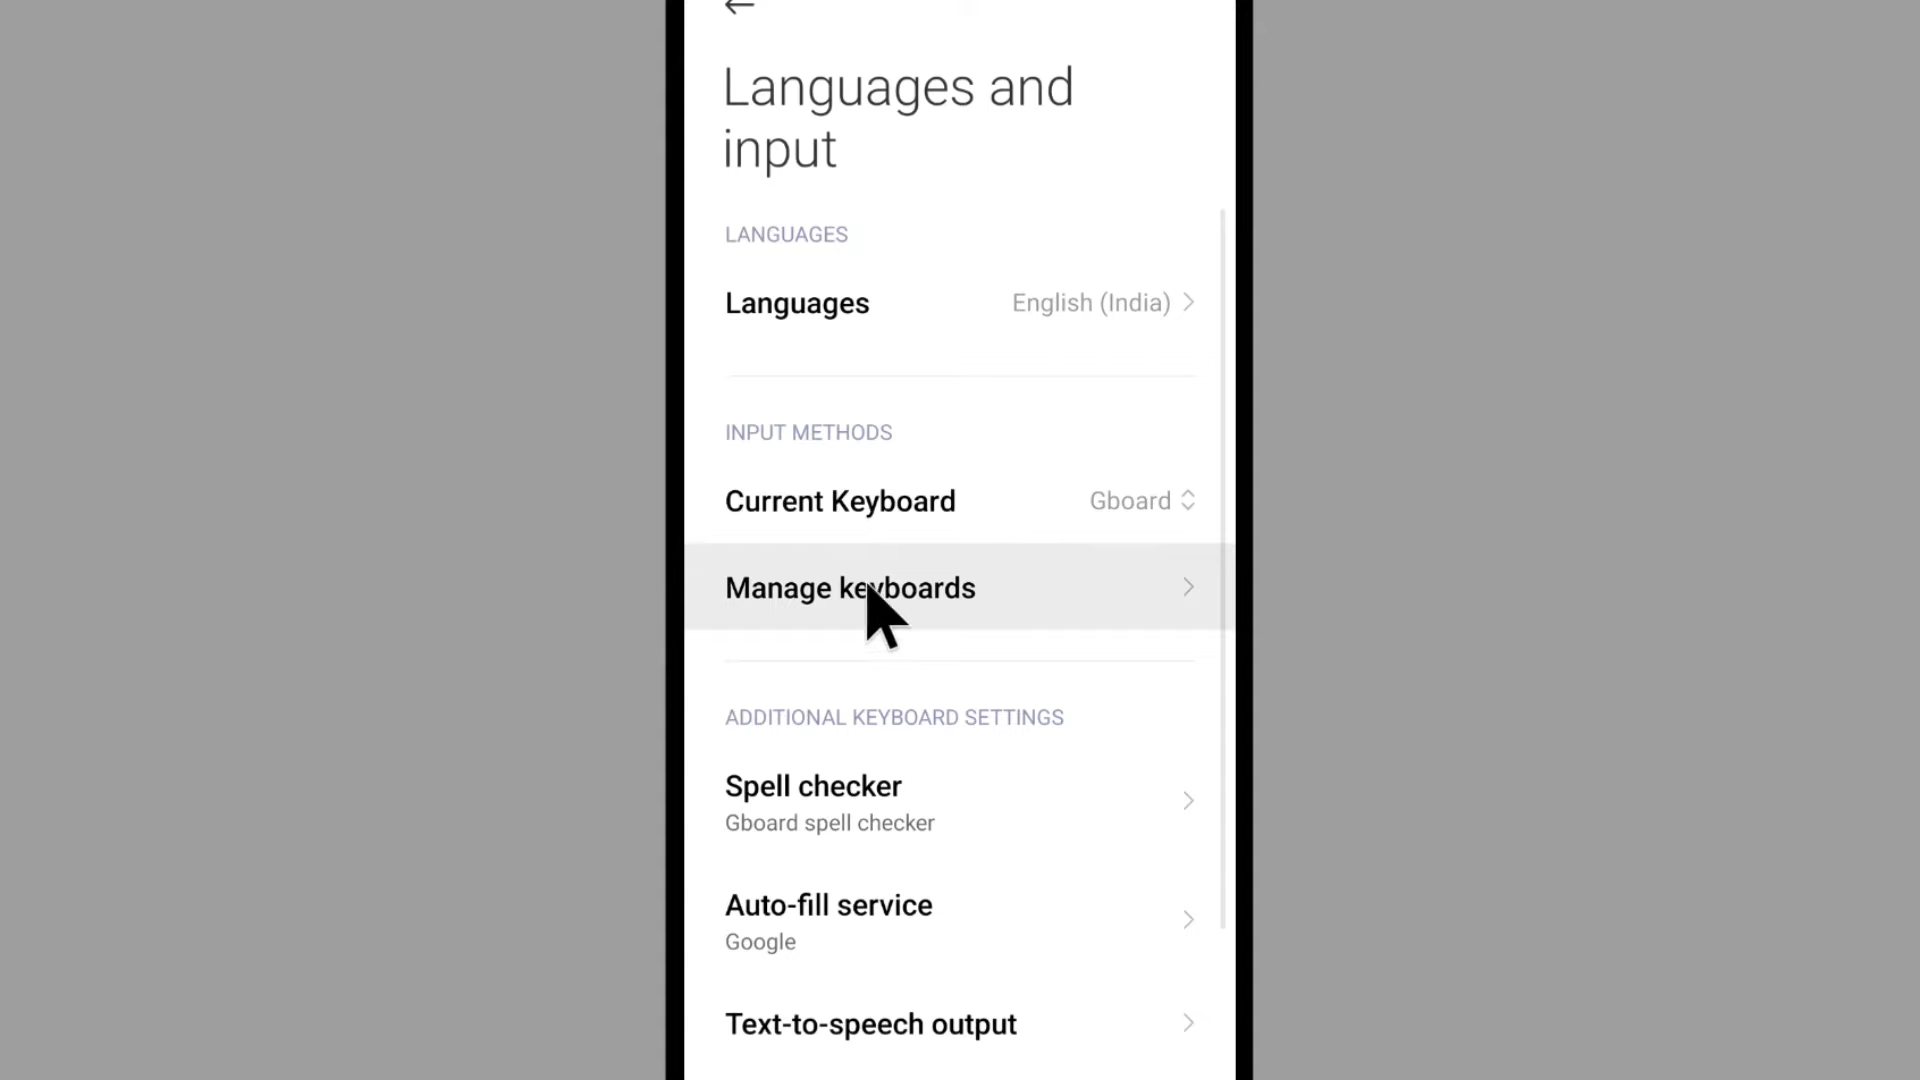 Languages and
input
LANGUAGES
Languages English (India)
INPUT METHODS
Current Keyboard Gboard
Manage keyboards
ADDITIONAL KEYBOARD SETTINGS
Spell checker
Gboard spell checker
Auto-fill service
Google
Text-to-speech output